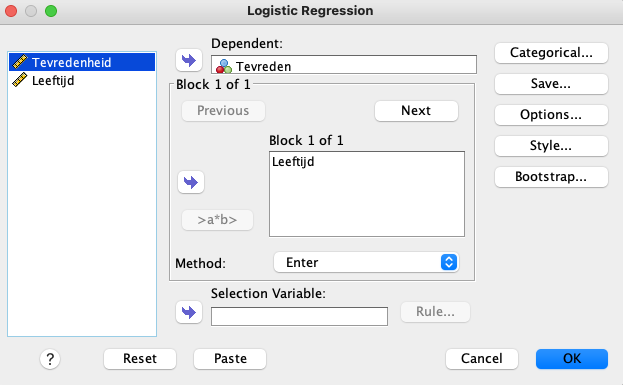 Logistic Regression
Tevredenheid
Leeftijd
Dependent:
Tevreden
Block 1 of 1
Previous
Next
Block 1 of 1
Leeftijd
>a*b>
Method:
Enter
Selection Variable:
Rule...
Categorical...
Save...
Options...
Style...
Bootstrap...
?
Reset
Paste
Cancel
OK